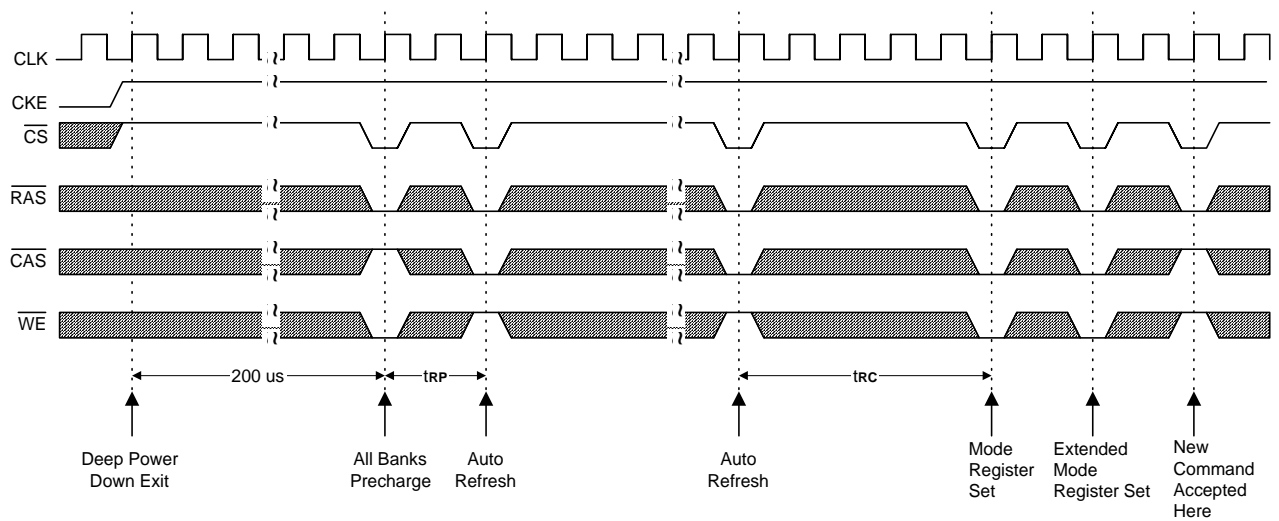 CLK
CKE
CS
RAS
CAS
WE
200 us
tRP
tRC
Deep Power
Down Exit
All Banks
Precharge
Auto
Refresh
Auto
Refresh
Mode
Register
Set
Extended
Mode
Register Set
New
Command
Accepted
Here